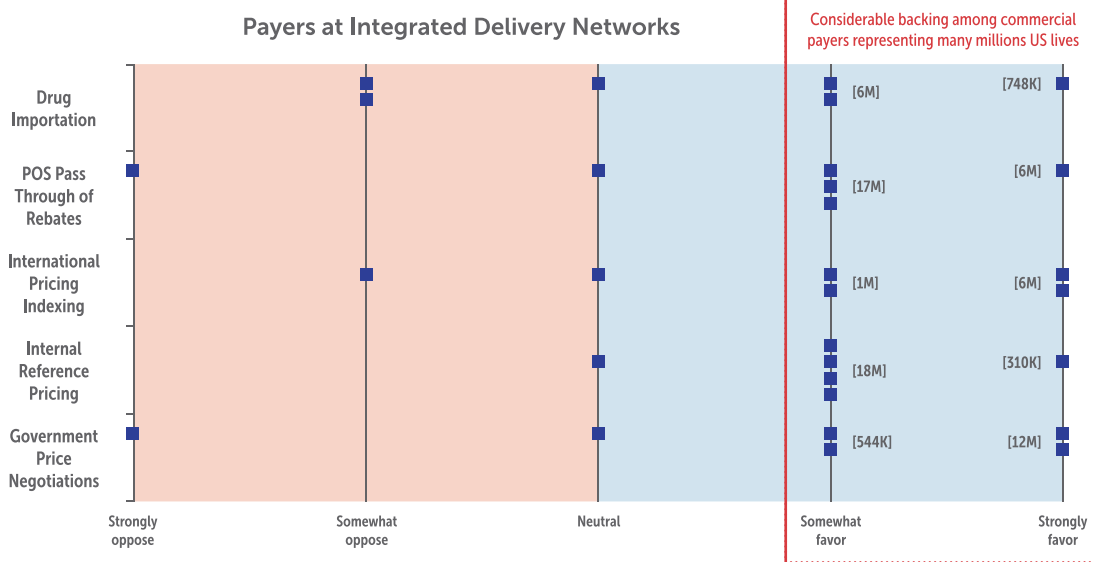 Payers at Integrated Delivery Networks
Considerable backing among commercial
payers representing many millions US lives
Drug
Importation
[6M]
[748K]
POS Pass
Through of
Rebates
[17M]
[6M]
International
Pricing
Indexing
[1M]
[6M]
Internal
Reference
Pricing
[18M]
[310K]
Government
Price
Negotiations
[544K]
[12M]
Strongly
oppose
Somewhat
oppose
Neutral
Somewhat
favor
Strongly
favor